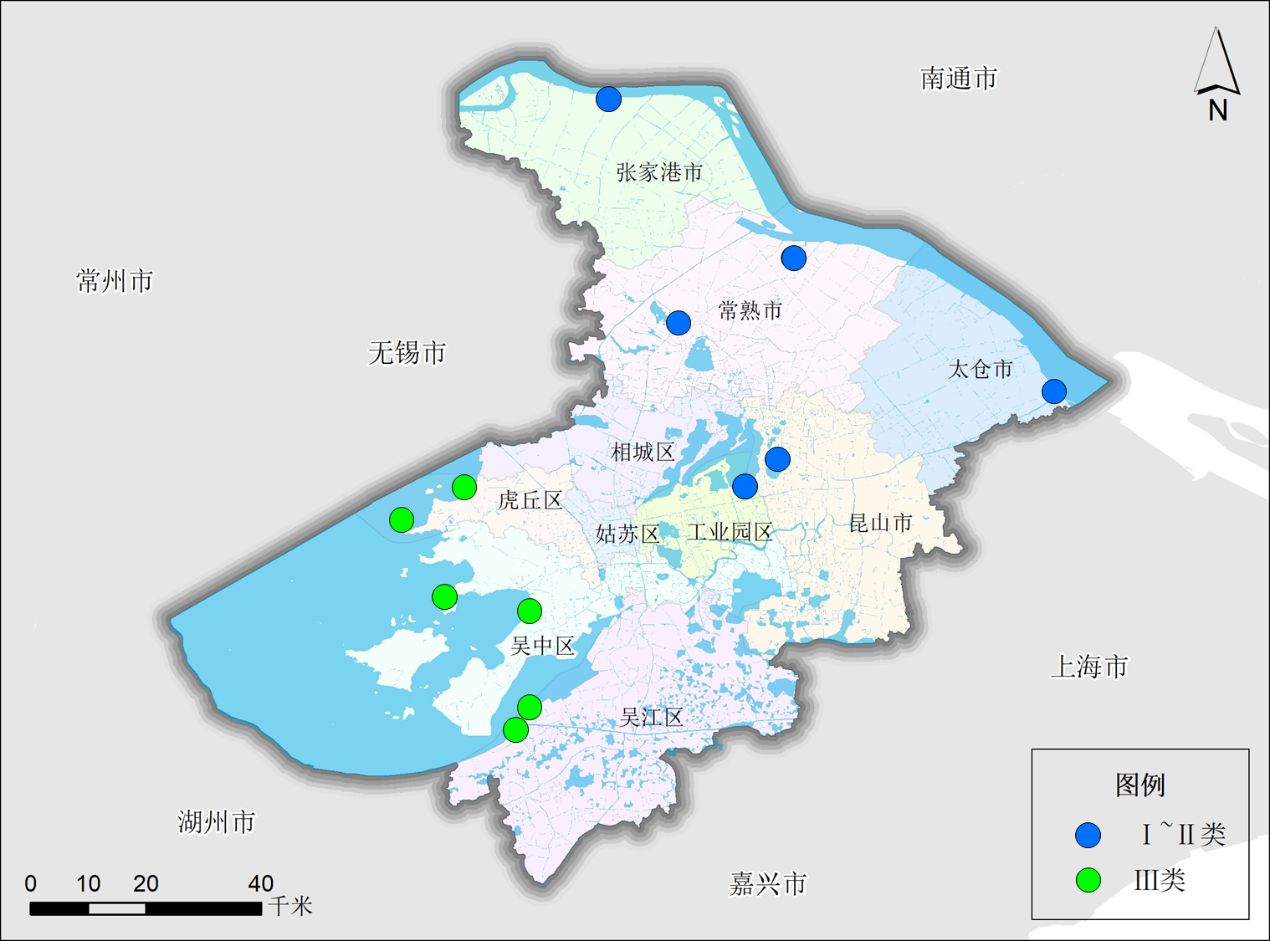 南通市
N
张家港市
常州市
常熟市
无锡市
太仓市
相城区
虎丘区
昆山市
姑苏区
工业园区
吴中区
上海市
吴江区
图例
湖州市
Ⅰ~Ⅱ类
Ⅲ类
嘉兴市
0 10 20 40
千米